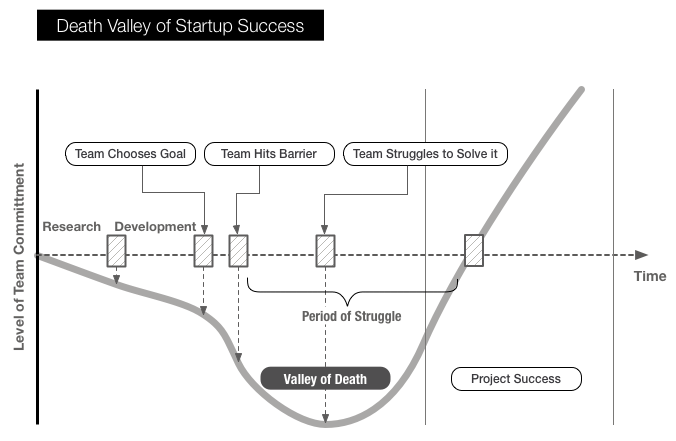 Death Valley of Startup Success
Level of Team Committment
Team Chooses Goal
Team Hits Barrier
Team Struggles to Solve it
Research
Development
Time
Period of Struggle
Valley of Death
Project Success